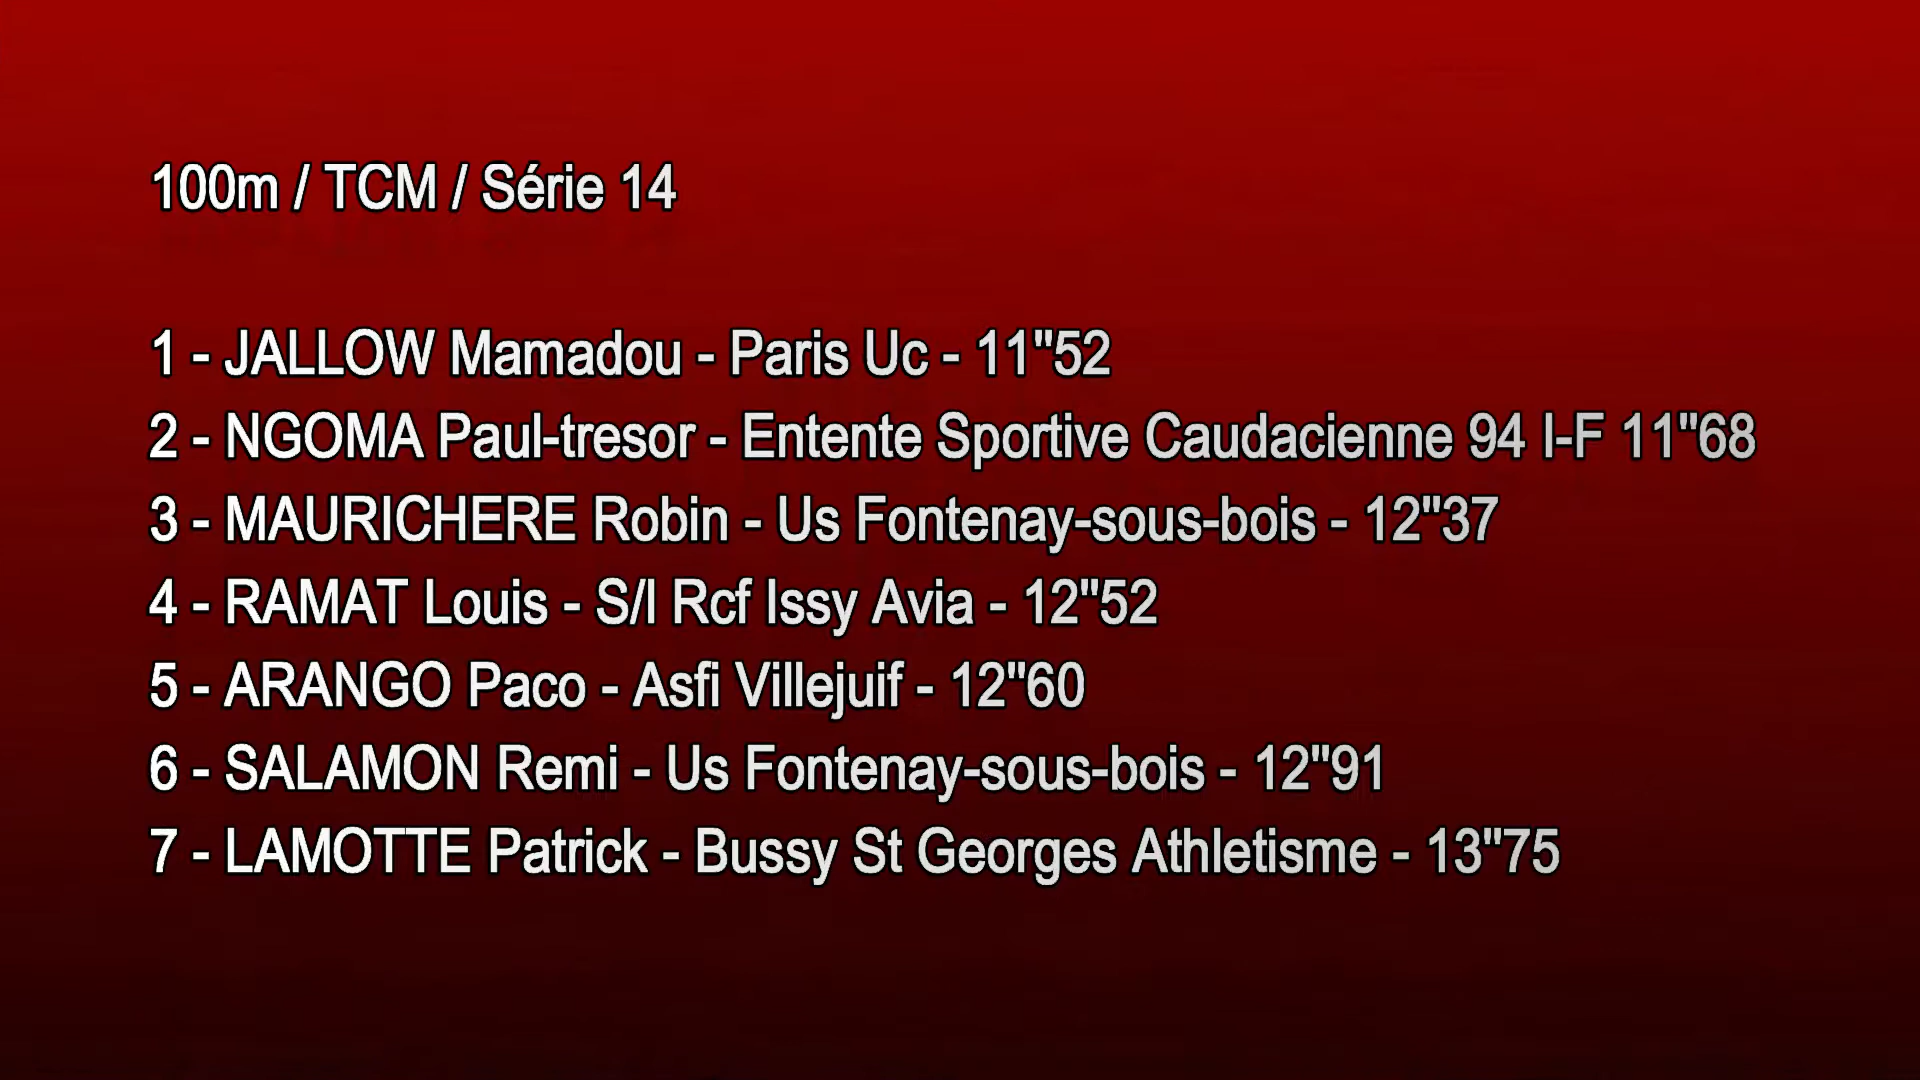 100m / TCM / Série 14
1 - JALLOW Mamadou - Paris Uc - 11"52
2 - NGOMA Paul-tresor - Entente Sportive Caudacienne 94 I-F 11"68
3 - MAURICHERE Robin - Us Fontenay-sous-bois - 12"37
4 - RAMAT Louis - S/l Rcf Issy Avia - 12"52
5 - ARANGO Paco - Asfi Villejuif - 12"60
6 - SALAMON Remi - Us Fontenay-sous-bois - 12"91
7 - LAMOTTE Patrick - Bussy St Georges Athletisme - 13"75